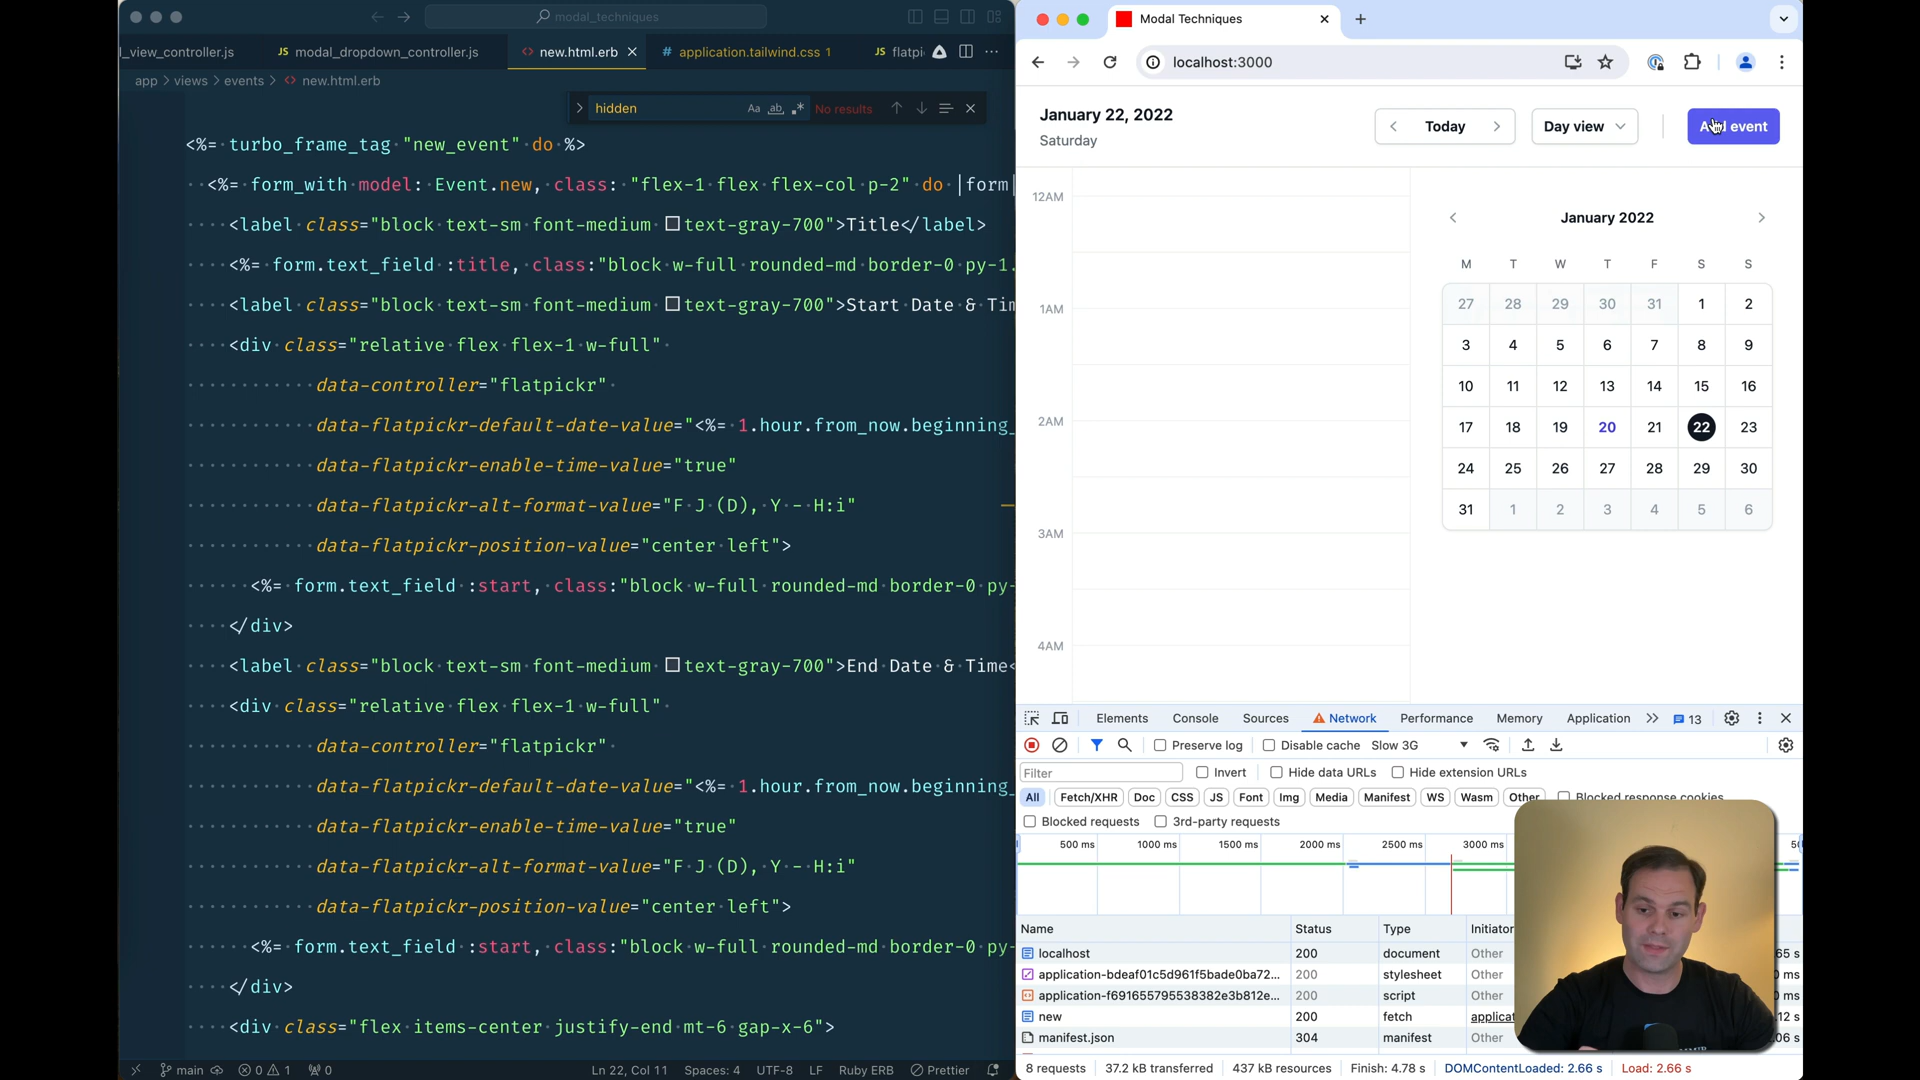 modal_techniques
l_view_controller.js
JS modal_dropdown_controller.js
<> new.html.erb
# application.tailwind.css 1
JS flatpi
app > views > events > <> new.html.erb
hidden
Aa ab .* No results
<%= turbo_frame_tag "new_event" do %>
<%= form_with model: Event.new, class: "flex-1 flex flex-col p-2" do |form|
<label class="block text-sm font-medium text-gray-700">Title</label>
<%= form.text_field :title, class:"block w-full rounded-md border-0 py-1.
<label class="block text-sm font-medium text-gray-700">Start Date & Tim
<div class="relative flex flex-1 w-full"
data-controller="flatpickr"
data-flatpickr-default-date-value="<%= 1.hour.from_now.beginning_
data-flatpickr-enable-time-value="true"
data-flatpickr-alt-format-value="F J (D), Y - H:i"
data-flatpickr-position-value="center left">
<%= form.text_field :start, class:"block w-full rounded-md border-0 py-
</div>
<label class="block text-sm font-medium text-gray-700">End Date & Time<
<div class="relative flex flex-1 w-full"
data-controller="flatpickr"
data-flatpickr-default-date-value="<%= 1.hour.from_now.beginning_
data-flatpickr-enable-time-value="true"
data-flatpickr-alt-format-value="F J (D), Y - H:i"
data-flatpickr-position-value="center left">
<%= form.text_field :start, class:"block w-full rounded-md border-0 py-
</div>
<div class="flex items-center justify-end mt-6 gap-x-6">
main 0 1 0
Ln 22, Col 11 Spaces: 4 UTF-8 LF Ruby ERB Prettier
Modal Techniques
localhost:3000
January 22, 2022
Saturday
Today
Day view
Add event
12AM
1AM
2AM
3AM
4AM
January 2022
M T W T F S S
27 28 29 30 31 1 2
3 4 5 6 7 8 9
10 11 12 13 14 15 16
17 18 19 20 21 22 23
24 25 26 27 28 29 30
31 1 2 3 4 5 6
Elements Console Sources Network Performance Memory Application 13
Preserve log Disable cache Slow 3G
Filter Invert Hide data URLs Hide extension URLs
All Fetch/XHR Doc CSS JS Font Img Media Manifest WS Wasm Other Blocked response cookies
Blocked requests 3rd-party requests
500 ms 1000 ms 1500 ms 2000 ms 2500 ms 3000 ms 50
Name Status Type Initiator
localhost 200 document Other 65 s
application-bdeaf01c5d961f5bade0ba72... 200 stylesheet Other 0 ms
application-f691655795538382e3b812e... 200 script Other 0 ms
new 200 fetch applicat 12 s
manifest.json 304 manifest Other 06 s
8 requests 37.2 kB transferred 437 kB resources Finish: 4.78 s DOMContentLoaded: 2.66 s Load: 2.66 s